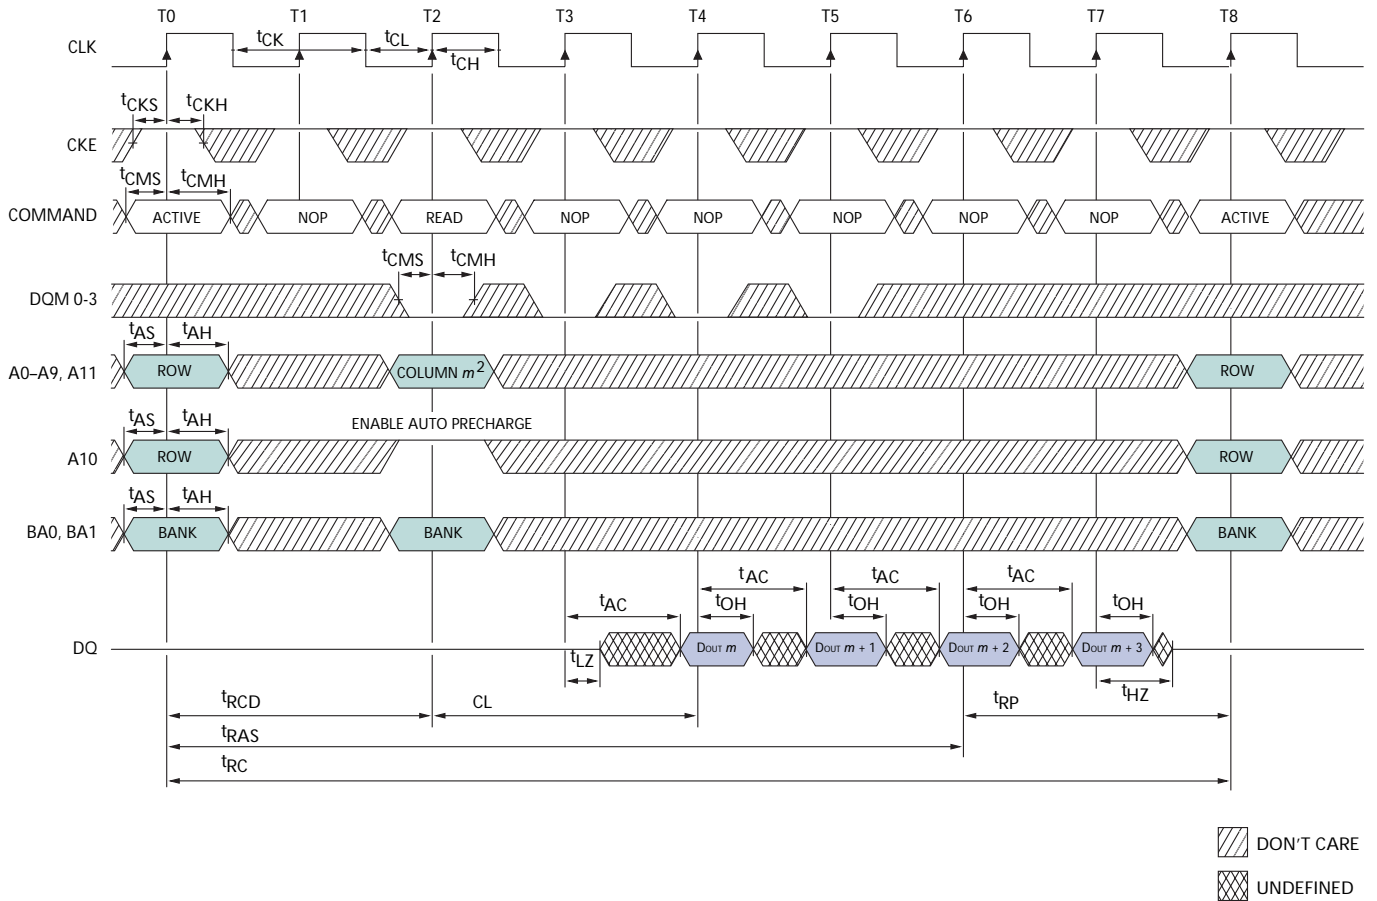 T0 T1 T2 T3 T4 T5 T6 T7 T8
CLK
tCK tCL tCH
tCKS tCKH
CKE
tCMS tCMH
COMMAND ACTIVE NOP READ NOP NOP NOP NOP NOP ACTIVE
tCMS tCMH
DQM 0-3
tAS tAH
A0–A9, A11 ROW COLUMN m2 ROW
tAS tAH ENABLE AUTO PRECHARGE
A10 ROW ROW
tAS tAH
BA0, BA1 BANK BANK BANK
tAC tAC tAC
tAC tOH tOH tOH tOH
DQ DOUT m DOUT m + 1 DOUT m + 2 DOUT m + 3
tLZ tHZ
tRCD CL tRP
tRAS
tRC
DON'T CARE
UNDEFINED